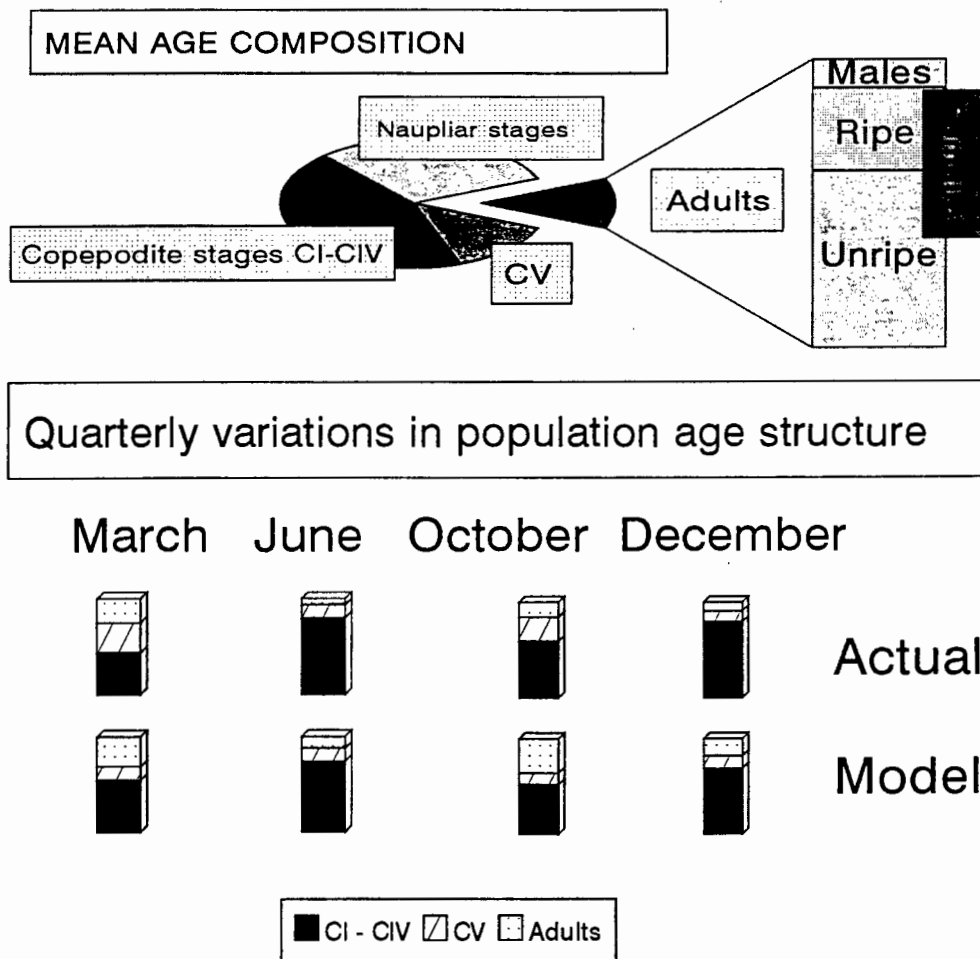 MEAN AGE COMPOSITION
Males
Naupliar stages
Ripe
Adults
Copepodite stages CI-CIV
CV
Unripe
Quarterly variations in population age structure
March June October December
Actual
Model
CI - CIV CV Adults